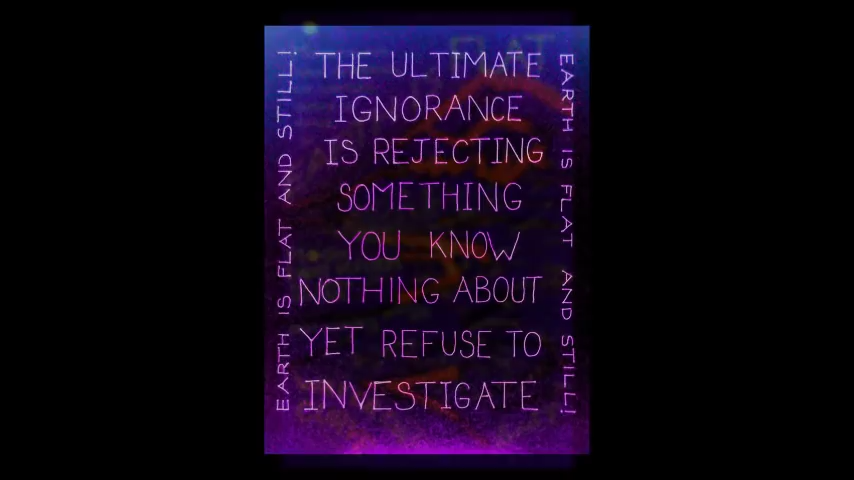 THE ULTIMATE
IGNORANCE
IS REJECTING
SOMETHING
YOU KNOW
NOTHING ABOUT
YET REFUSE TO
INVESTIGATE
EARTH IS FLAT AND STILL!
EARTH IS FLAT AND STILL!